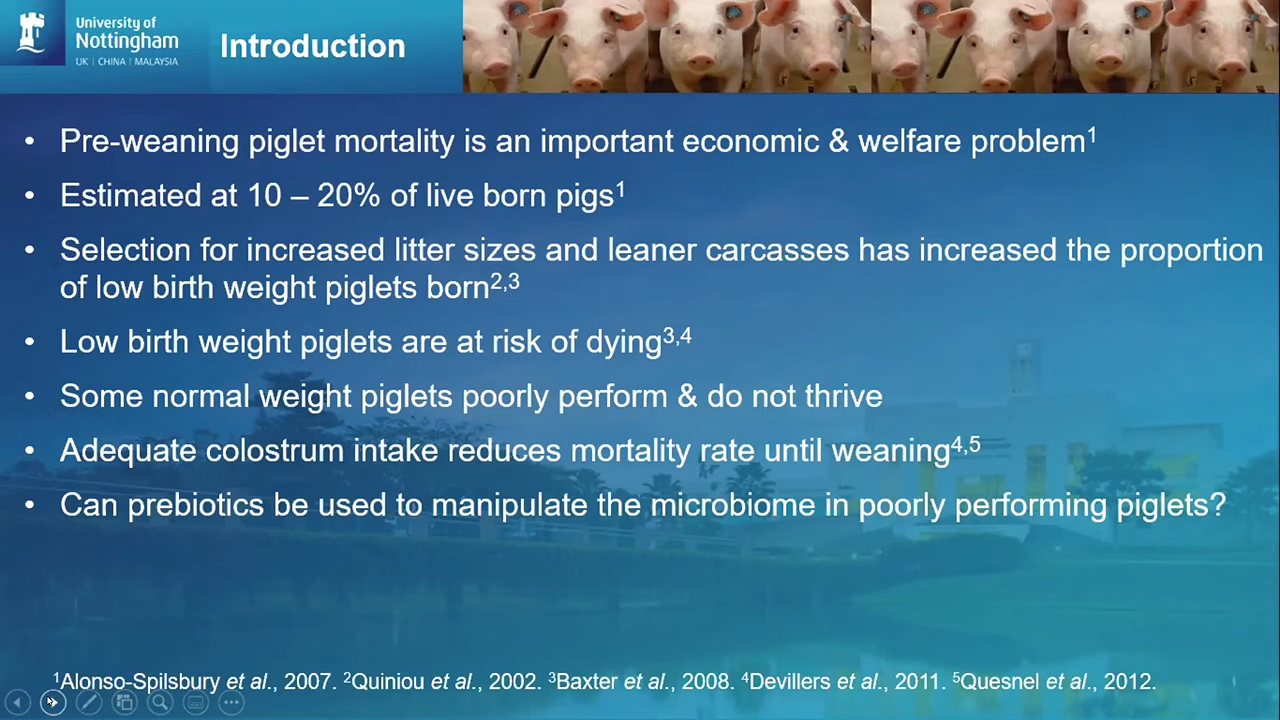 University of
Nottingham
UK | CHINA | MALAYSIA
Introduction
• Pre-weaning piglet mortality is an important economic & welfare problem¹
• Estimated at 10 – 20% of live born pigs¹
• Selection for increased litter sizes and leaner carcasses has increased the proportion
of low birth weight piglets born²,³
• Low birth weight piglets are at risk of dying³,⁴
• Some normal weight piglets poorly perform & do not thrive
• Adequate colostrum intake reduces mortality rate until weaning⁴,⁵
• Can prebiotics be used to manipulate the microbiome in poorly performing piglets?
¹Alonso-Spilsbury et al., 2007. ²Quiniou et al., 2002. ³Baxter et al., 2008. ⁴Devillers et al., 2011. ⁵Quesnel et al., 2012.